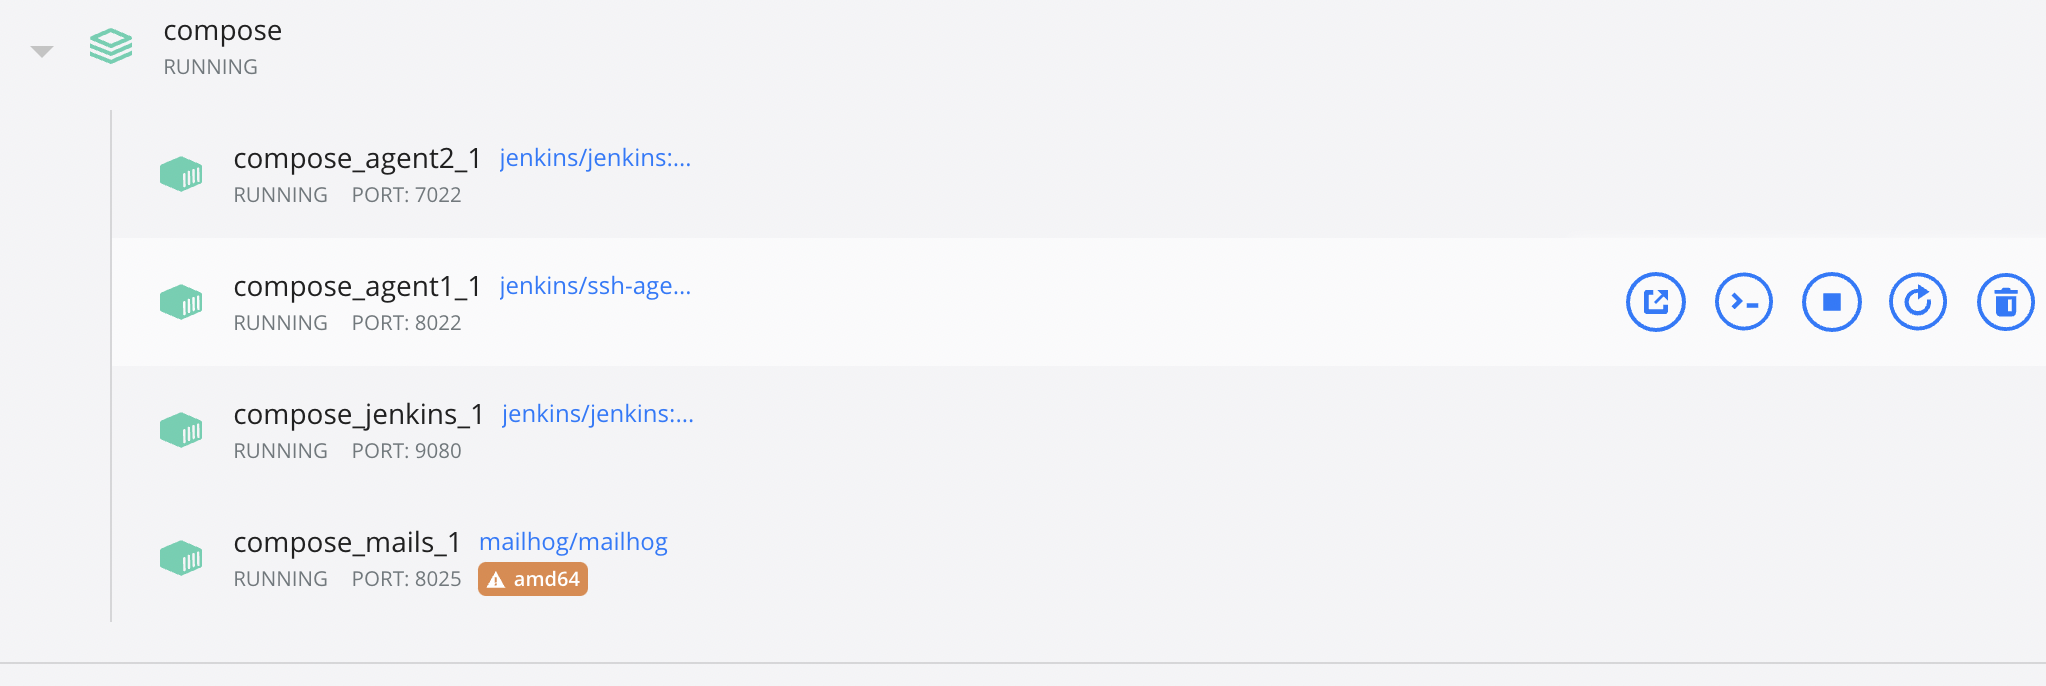 compose
RUNNING
compose_agent2_1 jenkins/jenkins:...
RUNNING PORT: 7022
compose_agent1_1 jenkins/ssh-age...
RUNNING PORT: 8022
compose_jenkins_1 jenkins/jenkins:...
RUNNING PORT: 9080
compose_mails_1 mailhog/mailhog
RUNNING PORT: 8025 amd64